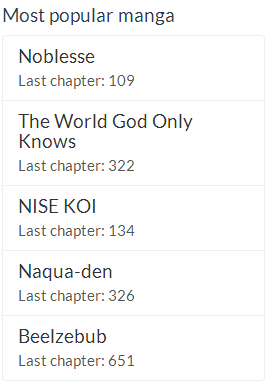 Most popular manga
Noblesse
Last chapter: 109
The World God Only
Knows
Last chapter: 322
NISE KOI
Last chapter: 134
Naqua-den
Last chapter: 326
Beelzebub
Last chapter: 651